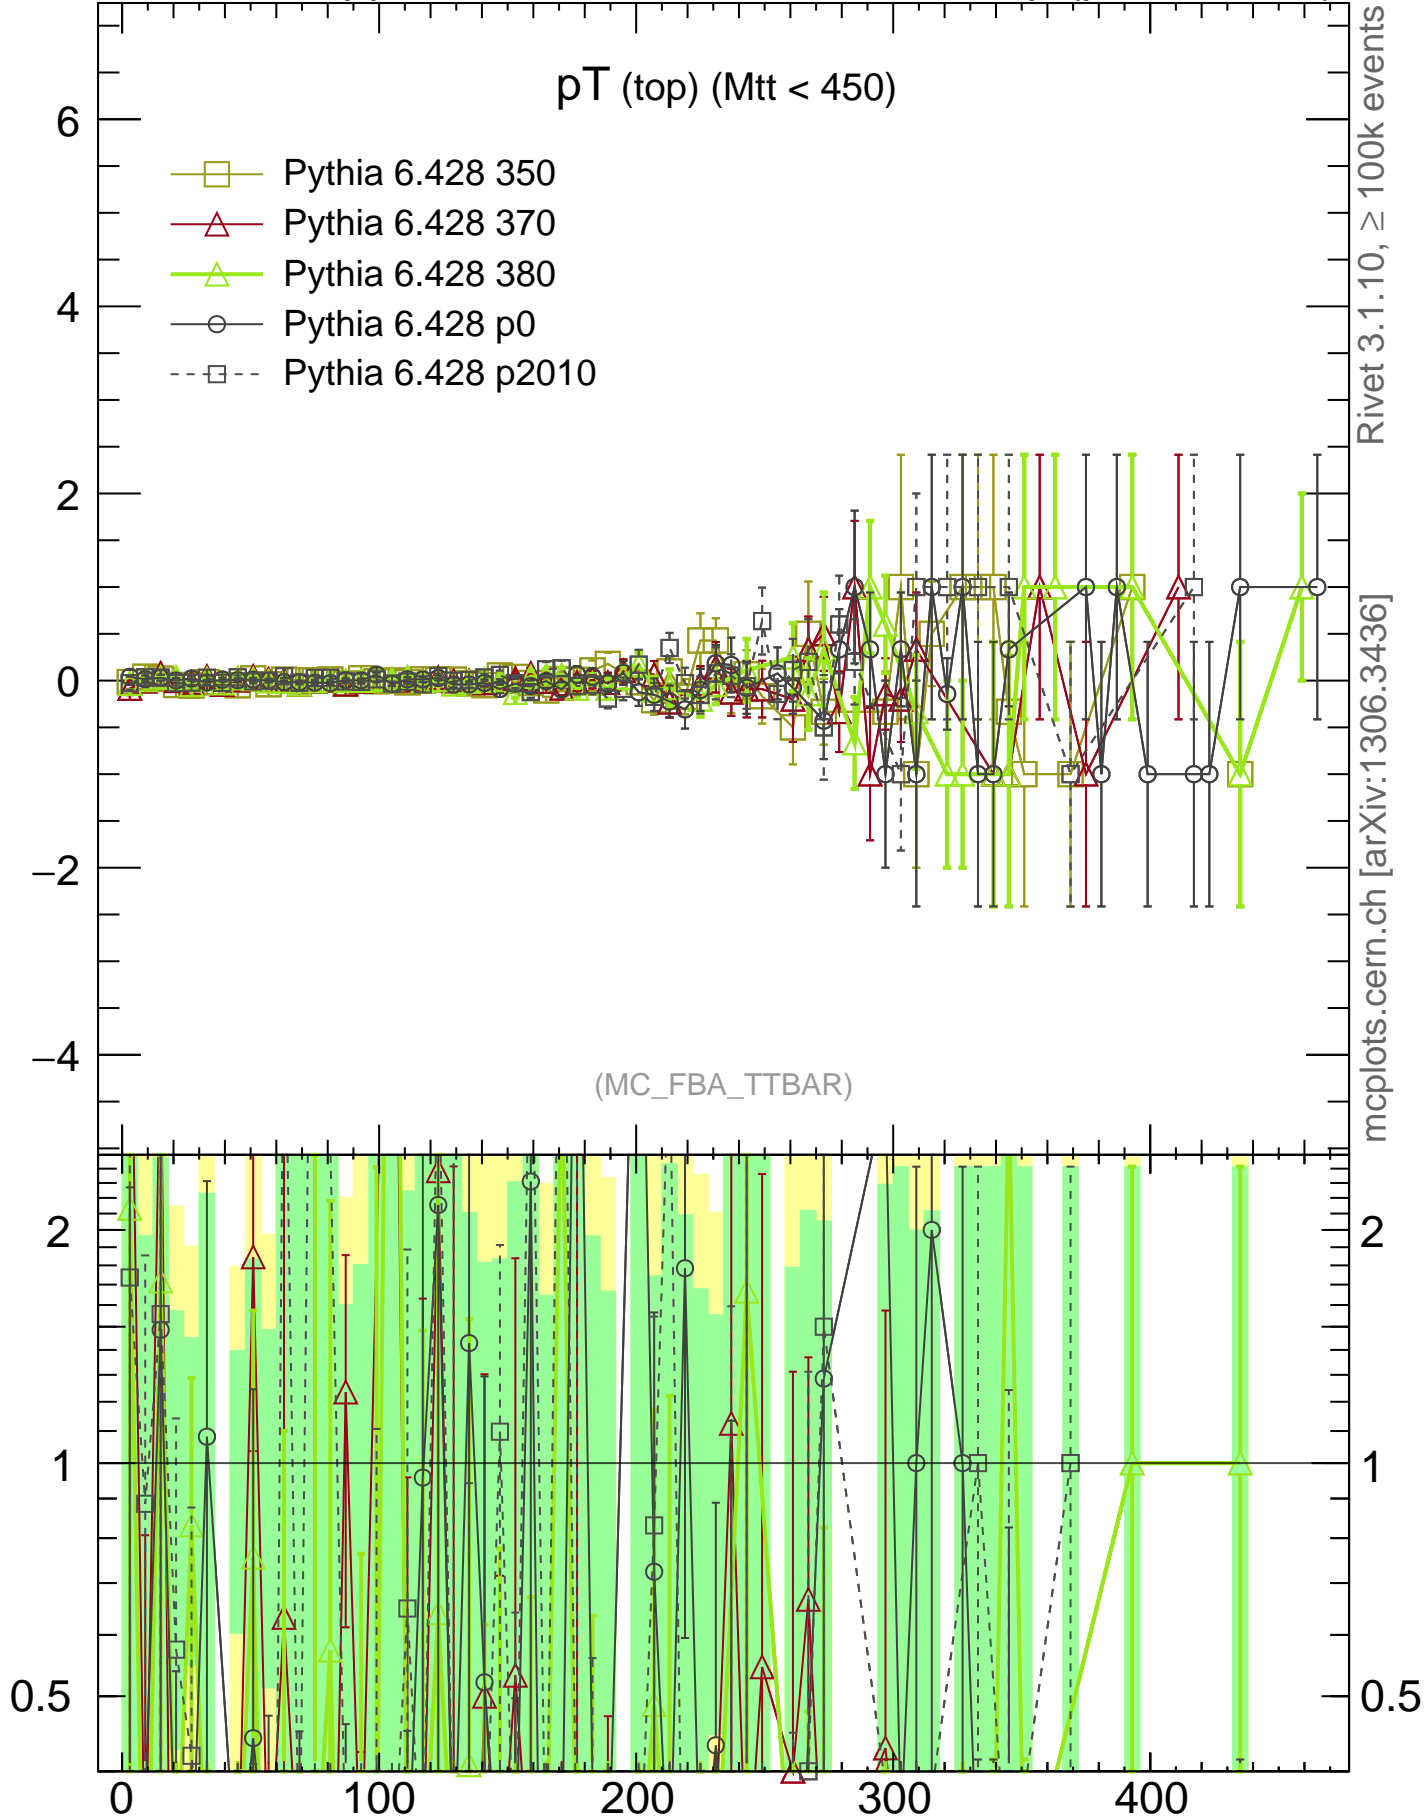 pT (top) (Mtt < 450)
Pythia 6.428 350
Pythia 6.428 370
Pythia 6.428 380
Pythia 6.428 p0
Pythia 6.428 p2010
6
4
2
0
−2
−4
(MC_FBA_TTBAR)
Rivet 3.1.10, ≥ 100k events
mcplots.cern.ch [arXiv:1306.3436]
2
1
0.5
2
1
0.5
0
100
200
300
400